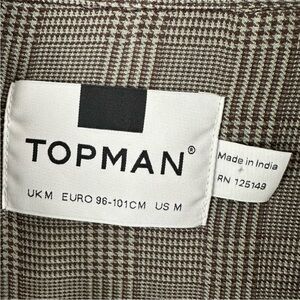 TOPMAN®
UK M EURO 96-101CM US M
Made in India
RN 125149